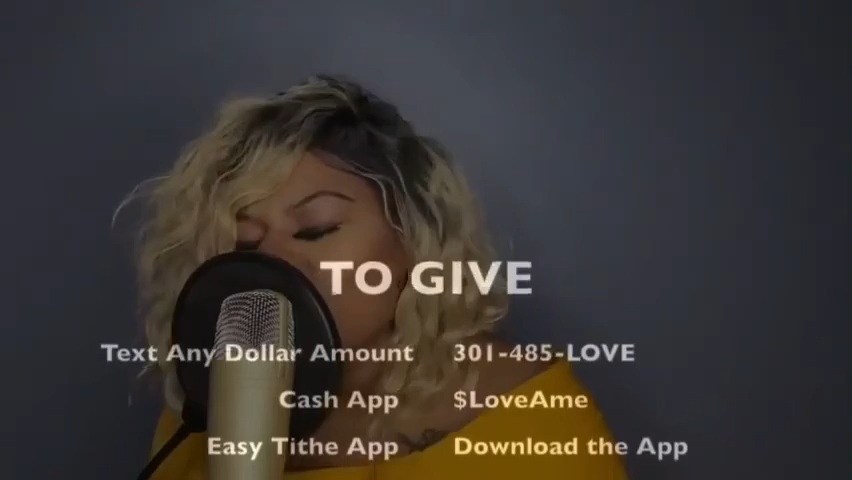 TO GIVE
Text Any Dollar Amount 301-485-LOVE
Cash App $LoveAme
Easy Tithe App Download the App